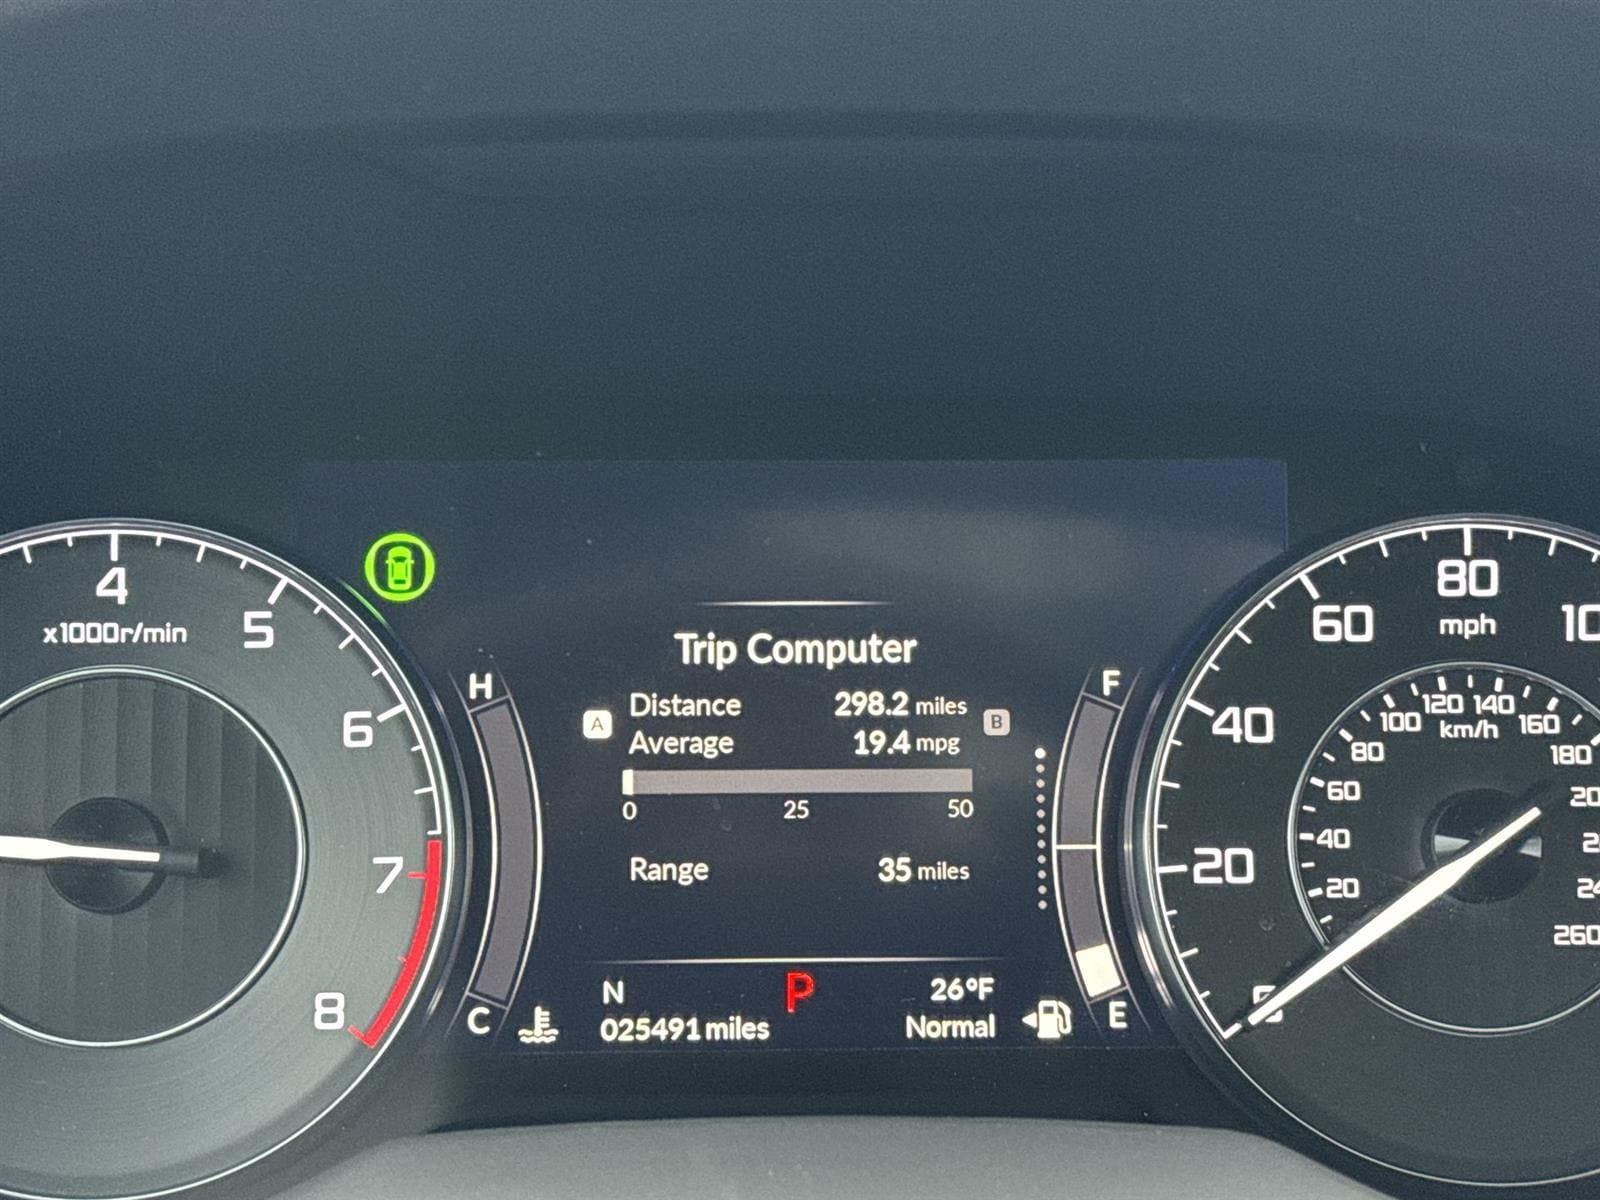 4
x1000r/min
5
6
7
8
H
C
Trip Computer
A
Distance 298.2 miles
B
Average 19.4 mpg
0 25 50
Range 35 miles
N P 26°F
025491 miles Normal
F
E
80
mph
60
40
20
120 140
100 160
km/h
80 180
60
40
20
260